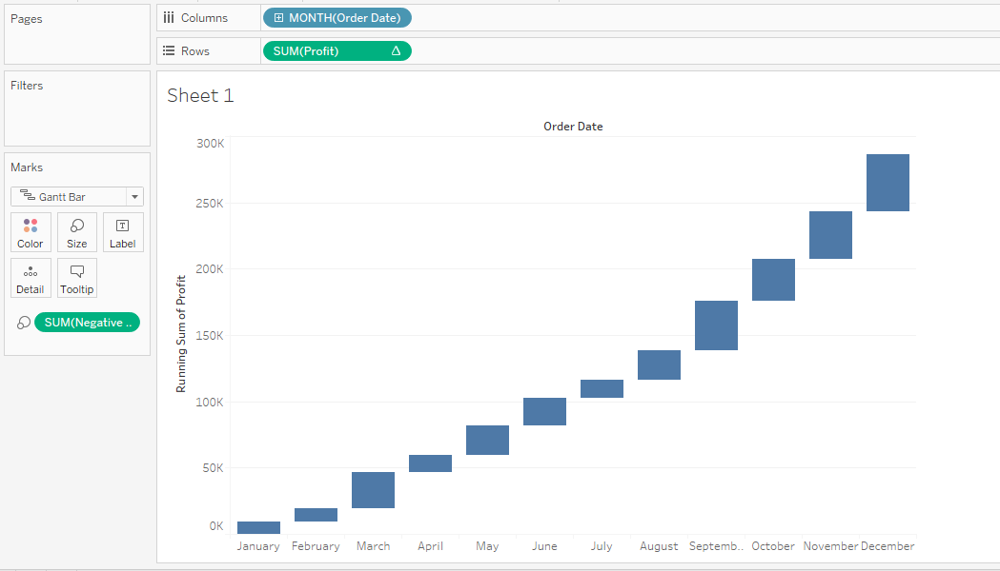 Pages
Columns
MONTH(Order Date)
Rows
SUM(Profit)
Filters
Marks
Gantt Bar
Color
Size
Label
Detail
Tooltip
SUM(Negative ..
Sheet 1
Order Date
Running Sum of Profit
300K
250K
200K
150K
100K
50K
0K
January February March April May June July August Septemb.. October November December